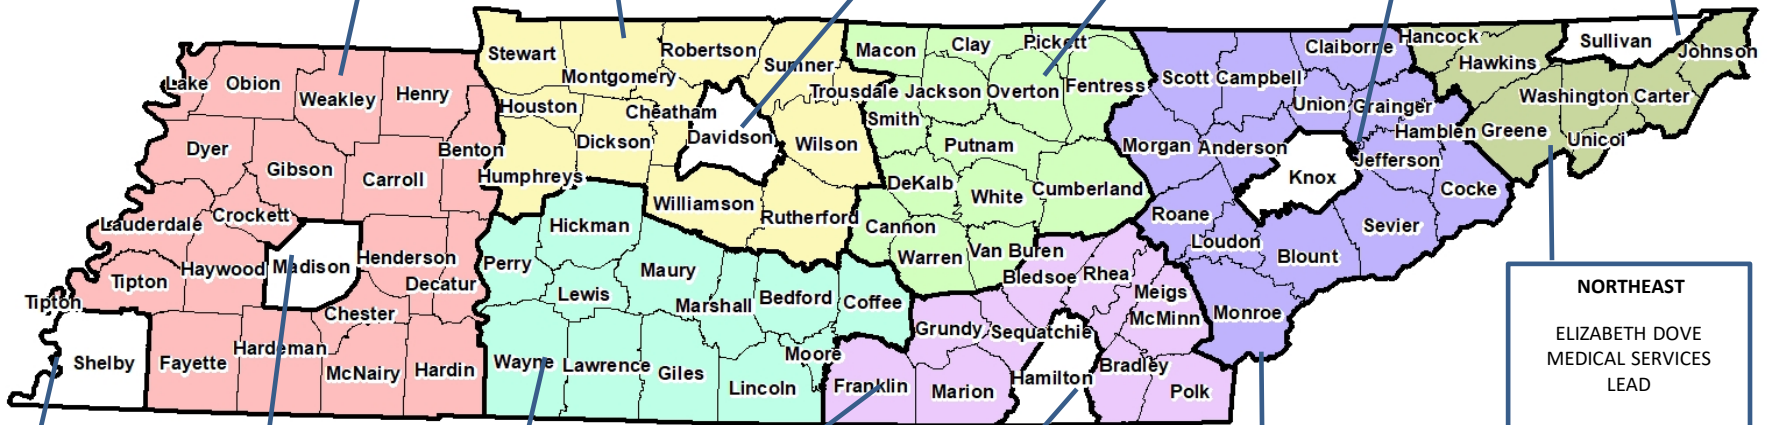 Stewart
Robertson
Macon
Clay
Pickett
Claiborne
Hancock
Sullivan
Johnson
Lake
Obion
Weakley
Henry
Montgomery
Sumner
Trousdale
Jackson
Overton
Fentress
Scott
Campbell
Hawkins
Houston
Cheatham
Smith
Union
Grainger
Washington
Carter
Dyer
Gibson
Carroll
Benton
Dickson
Davidson
Wilson
Putnam
Morgan
Anderson
Hamblen
Greene
Unicoi
Humphreys
Jefferson
Lauderdale
Crockett
Williamson
Rutherford
DeKalb
White
Cumberland
Knox
Cocke
Hickman
Cannon
Roane
Sevier
Tipton
Haywood
Madison
Henderson
Decatur
Perry
Lewis
Maury
Marshall
Bedford
Coffee
Warren
Van Buren
Bledsoe
Rhea
Meigs
Loudon
Blount
Tipton
Chester
McMinn
Monroe
Shelby
Fayette
Hardeman
McNairy
Hardin
Wayne
Lawrence
Giles
Moore
Lincoln
Grundy
Sequatchie
Franklin
Marion
Hamilton
Bradley
Polk
NORTHEAST
ELIZABETH DOVE
MEDICAL SERVICES
LEAD